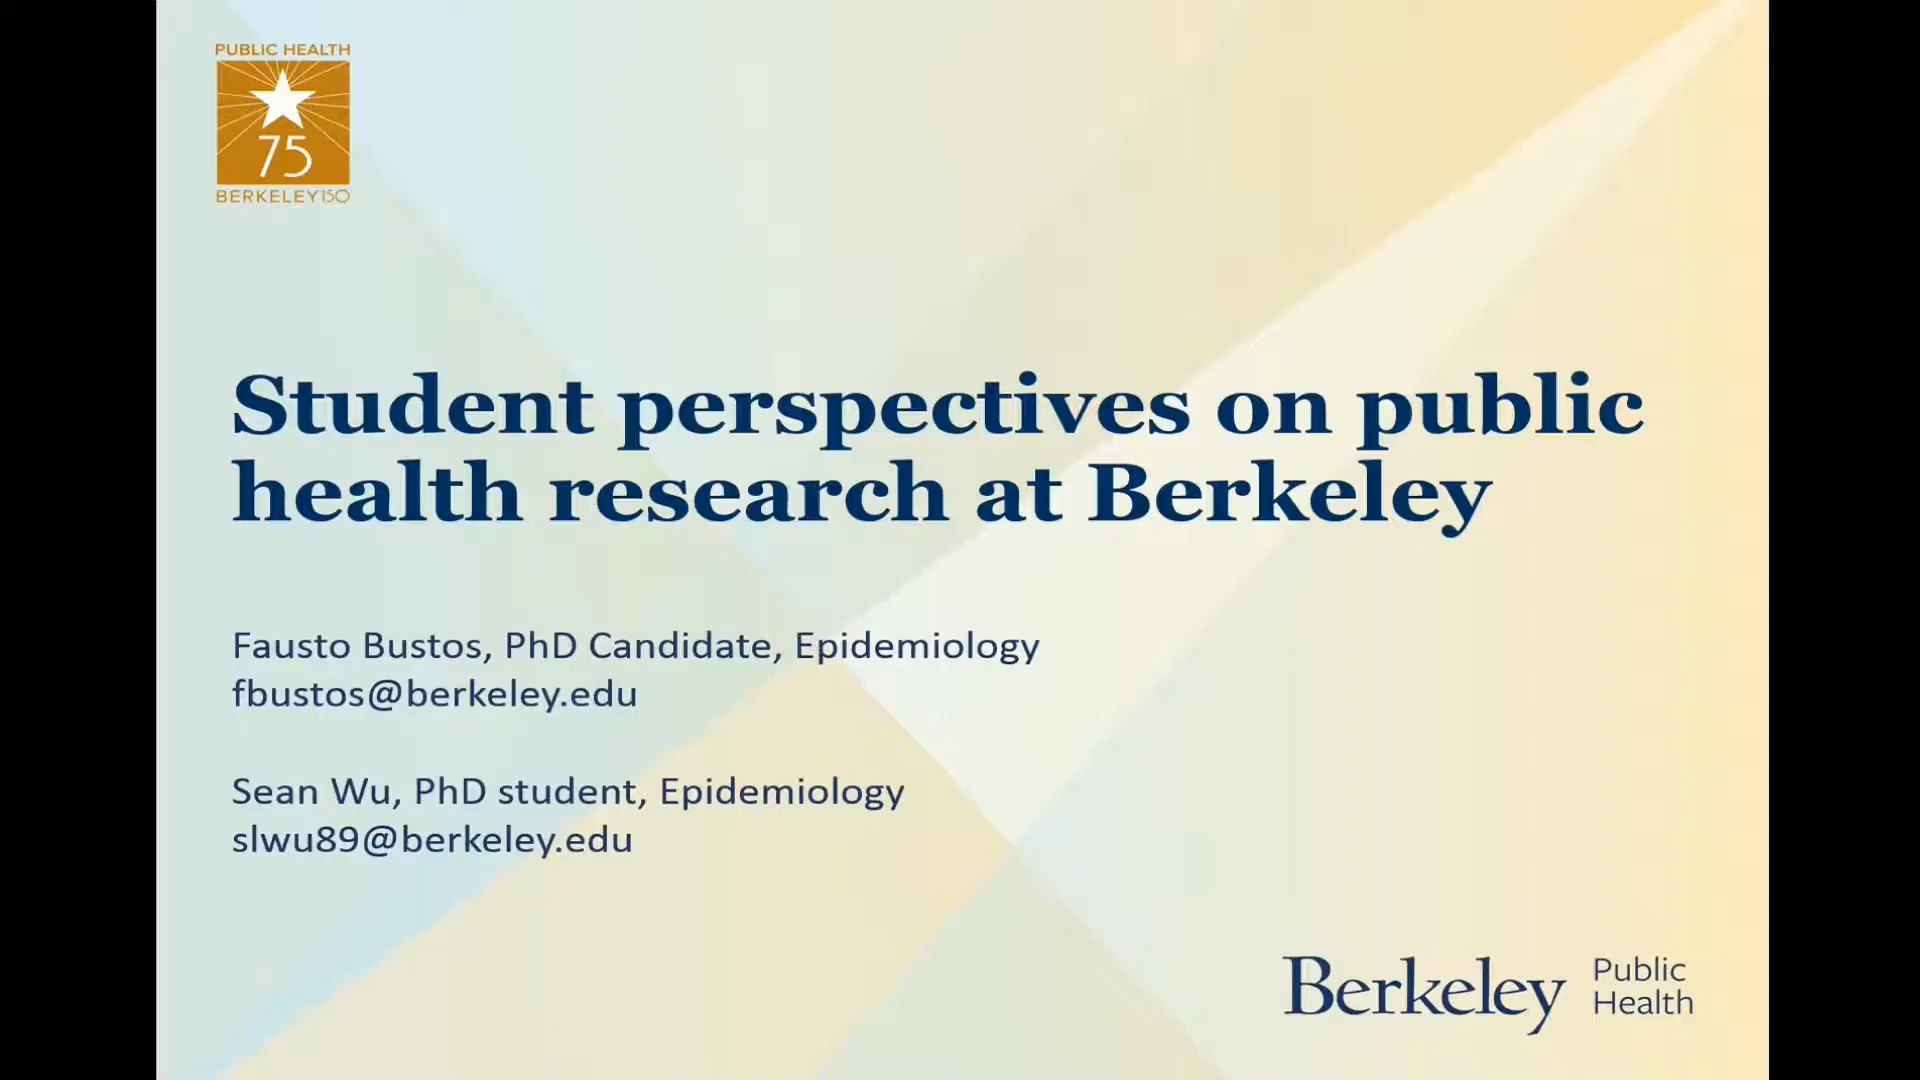 PUBLIC HEALTH
75
BERKELEY150
Student perspectives on public
health research at Berkeley
Fausto Bustos, PhD Candidate, Epidemiology
fbustos@berkeley.edu
Sean Wu, PhD student, Epidemiology
slwu89@berkeley.edu
Berkeley
Public
Health